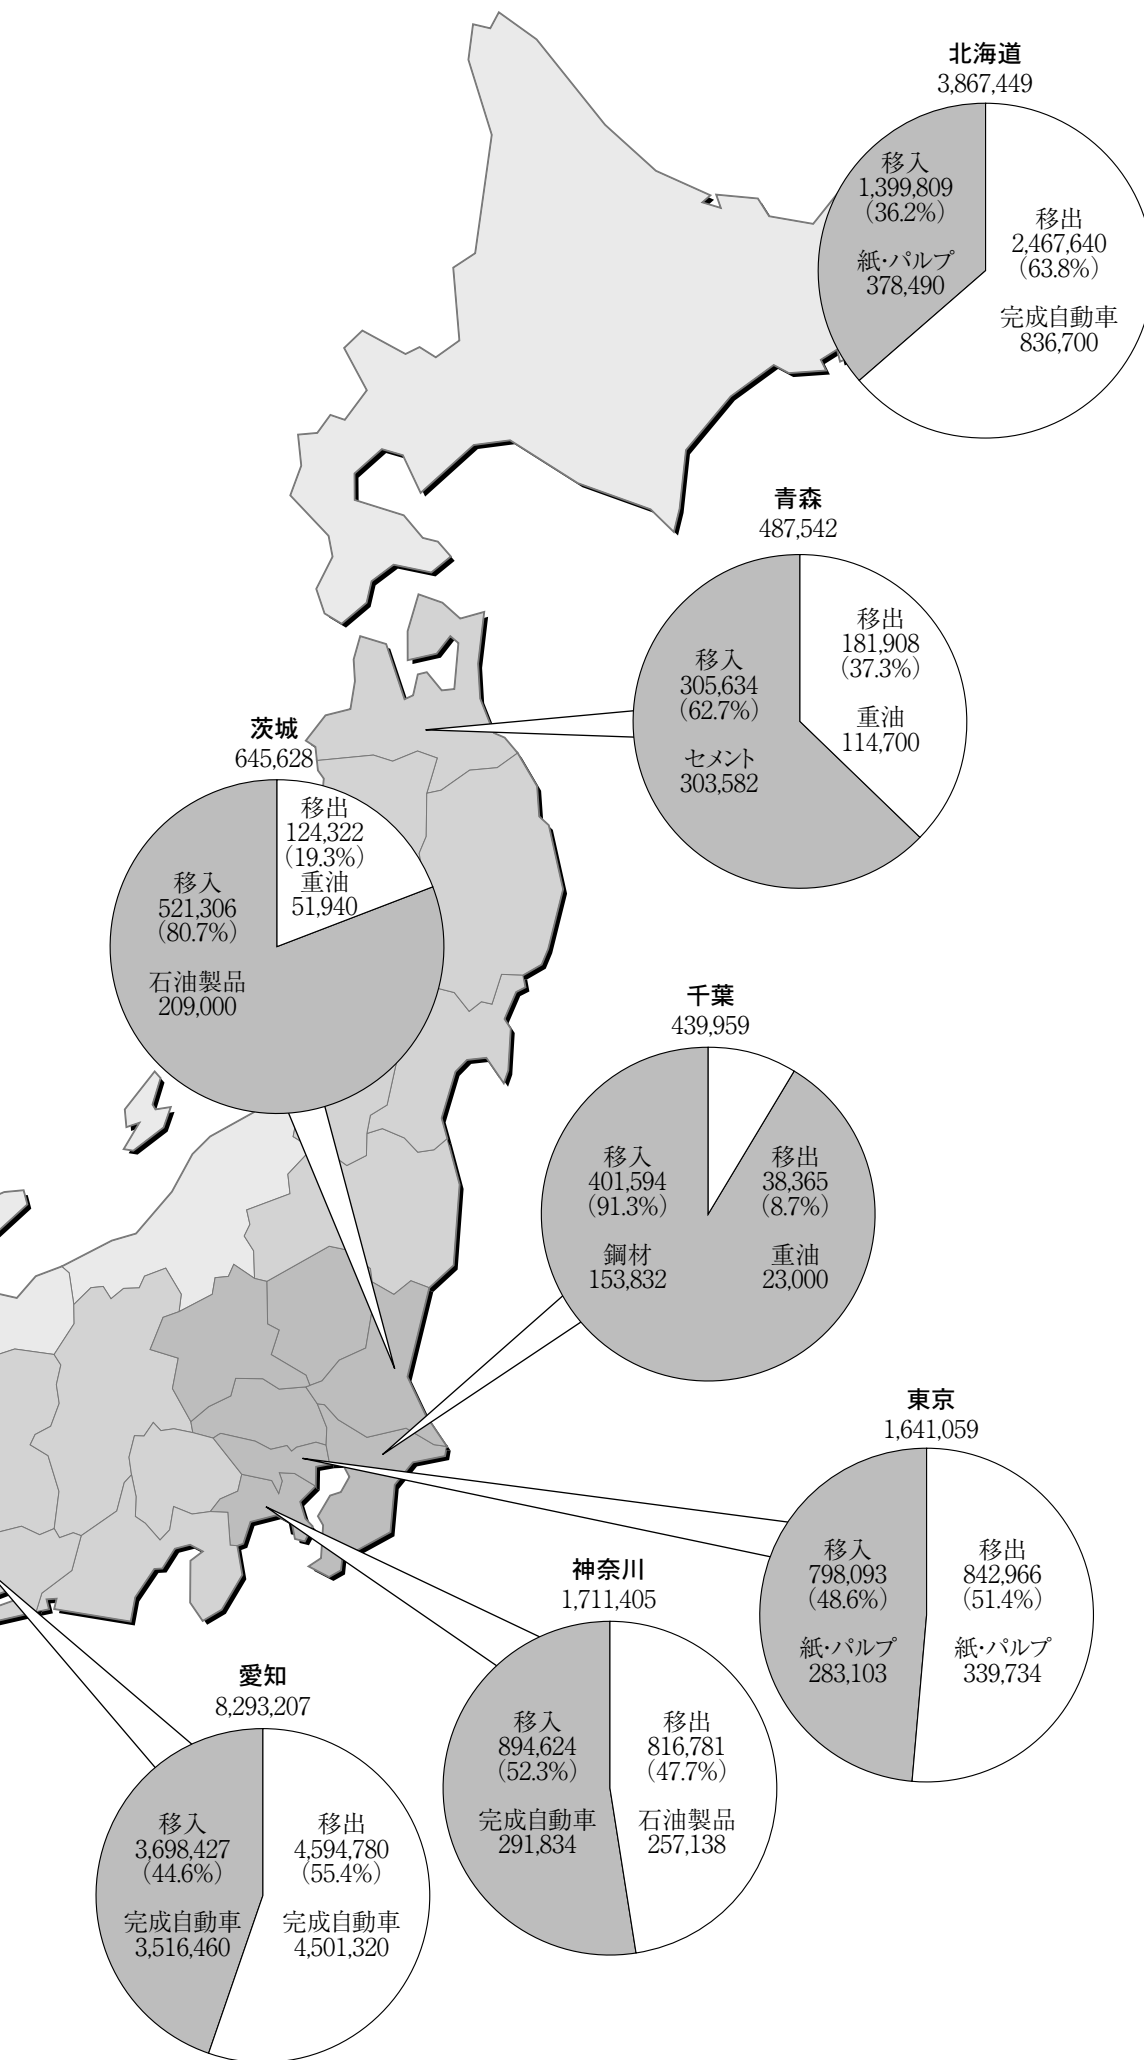 北海道
3,867,449
移入
1,399,809
(36.2%)
紙・パルプ
378,490
移出
2,467,640
(63.8%)
完成自動車
836,700
青森
487,542
移入
305,634
(62.7%)
セメント
303,582
移出
181,908
(37.3%)
重油
114,700
茨城
645,628
移入
521,306
(80.7%)
石油製品
209,000
移出
124,322
(19.3%)
重油
51,940
千葉
439,959
移入
401,594
(91.3%)
鋼材
153,832
移出
38,365
(8.7%)
重油
23,000
東京
1,641,059
移入
798,093
(48.6%)
紙・パルプ
283,103
移出
842,966
(51.4%)
紙・パルプ
339,734
神奈川
1,711,405
移入
894,624
(52.3%)
完成自動車
291,834
移出
816,781
(47.7%)
石油製品
257,138
愛知
8,293,207
移入
3,698,427
(44.6%)
完成自動車
3,516,460
移出
4,594,780
(55.4%)
完成自動車
4,501,320